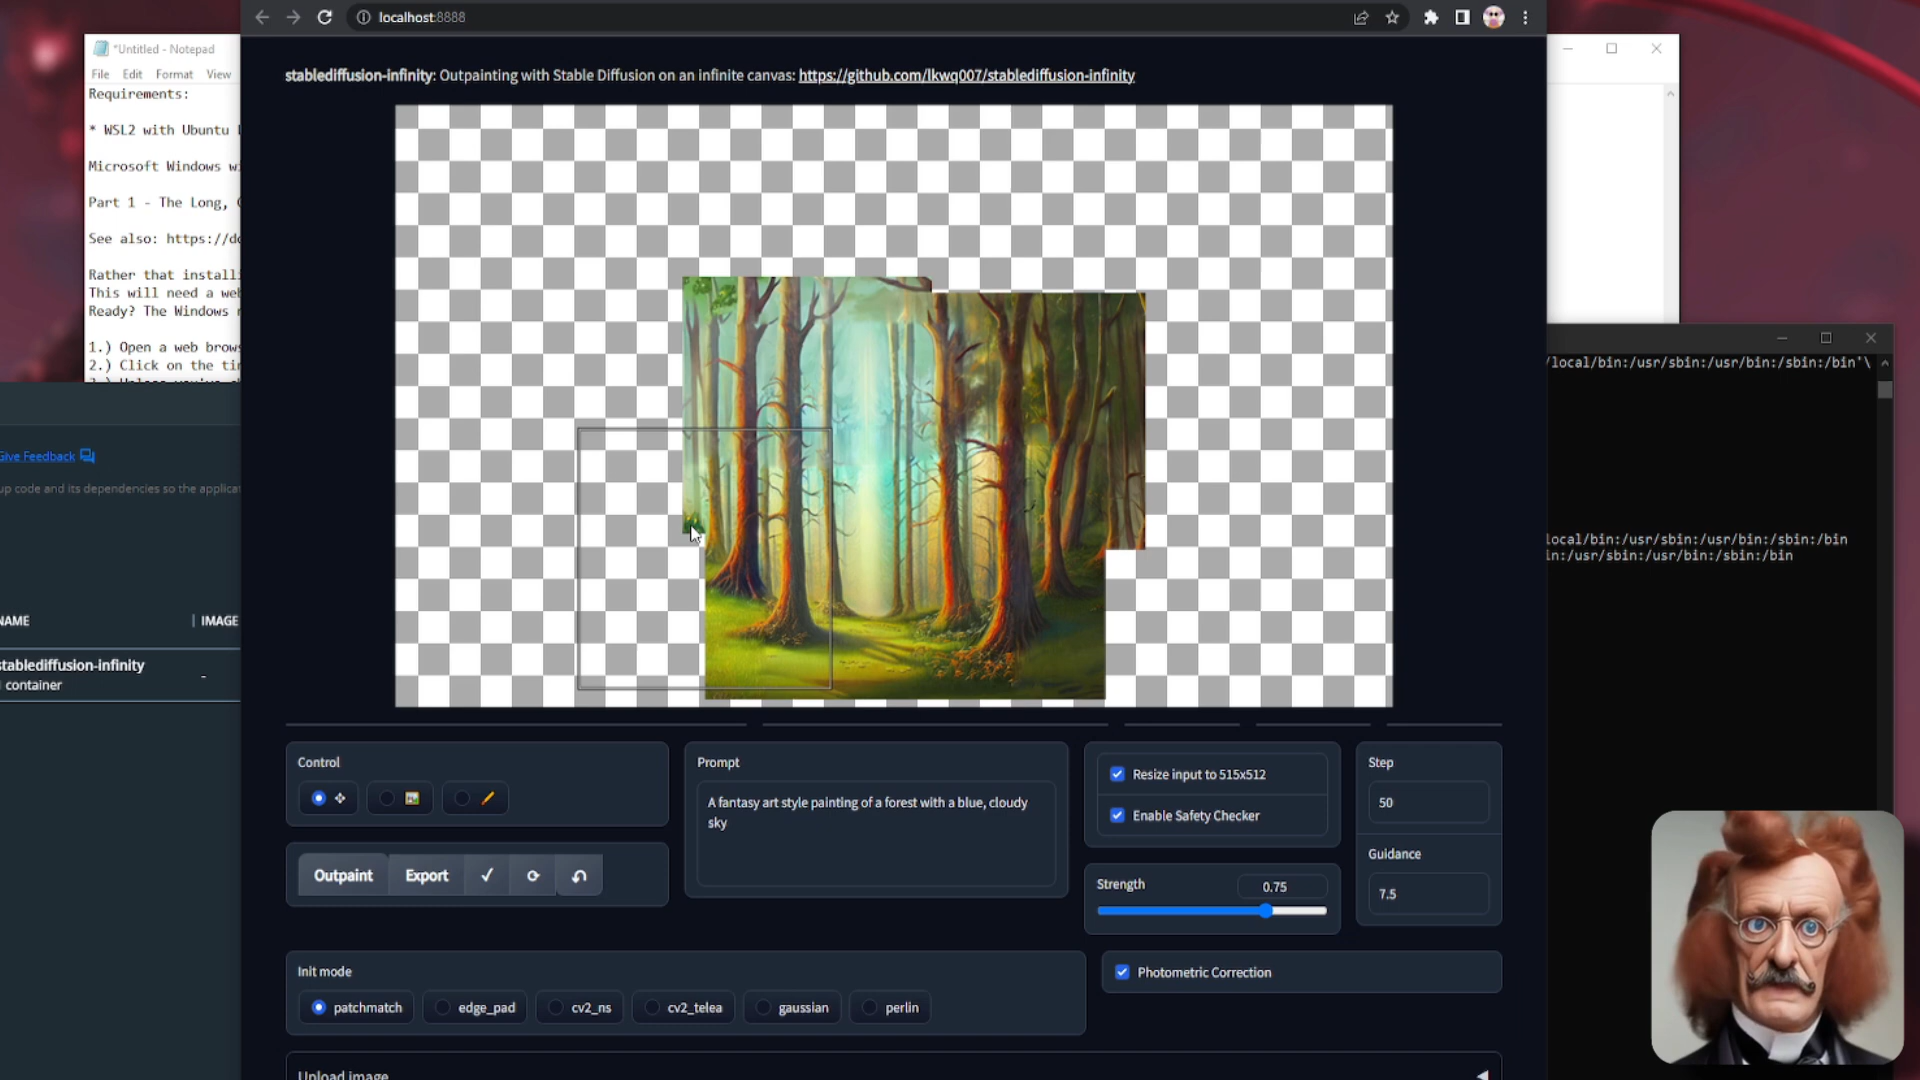 localhost:8888
*Untitled - Notepad
File Edit Format View
Requirements:
* WSL2 with Ubuntu
Microsoft Windows
Part 1 - The Long,
See also:
Rather that
This will need a
Ready? The Windows
1.) Open a web
2.) Click on the
stablediffusion-infinity: Outpainting with Stable Diffusion on an infinite canvas: https://github.com/lkwq007/stablediffusion-infinity
Give Feedback
up code and its dependencies so the
NAME IMAGE
stablediffusion-infinity
container
-
/local/bin:/usr/sbin:/usr/bin:/sbin:/bin'\
local/bin:/usr/sbin:/usr/bin:/sbin:/bin
in:/usr/sbin:/usr/bin:/sbin:/bin
Control
Outpaint Export ✓ ⟳ ↶
Prompt
A fantasy art style painting of a forest with a blue, cloudy
sky
Resize input to 515x512
Enable Safety Checker
Strength 0.75
Step
50
Guidance
7.5
Init mode
patchmatch edge_pad cv2_ns cv2_telea gaussian perlin
Photometric Correction
Upload image